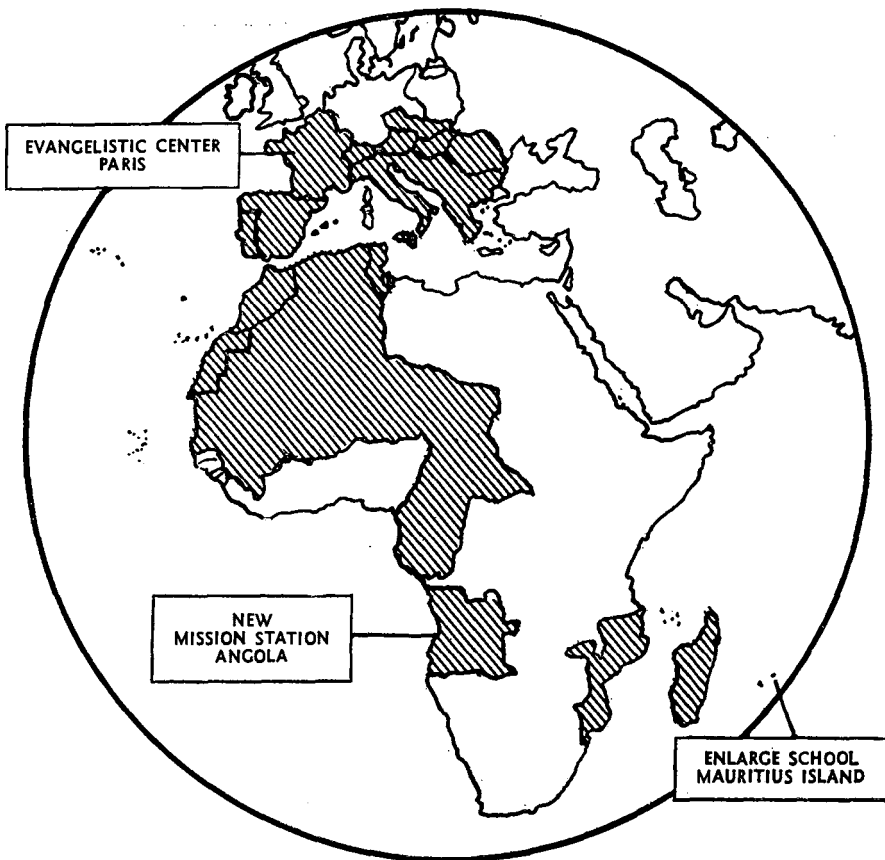 EVANGELISTIC CENTER
PARIS
NEW
MISSION STATION
ANGOLA
ENLARGE SCHOOL
MAURITIUS ISLAND